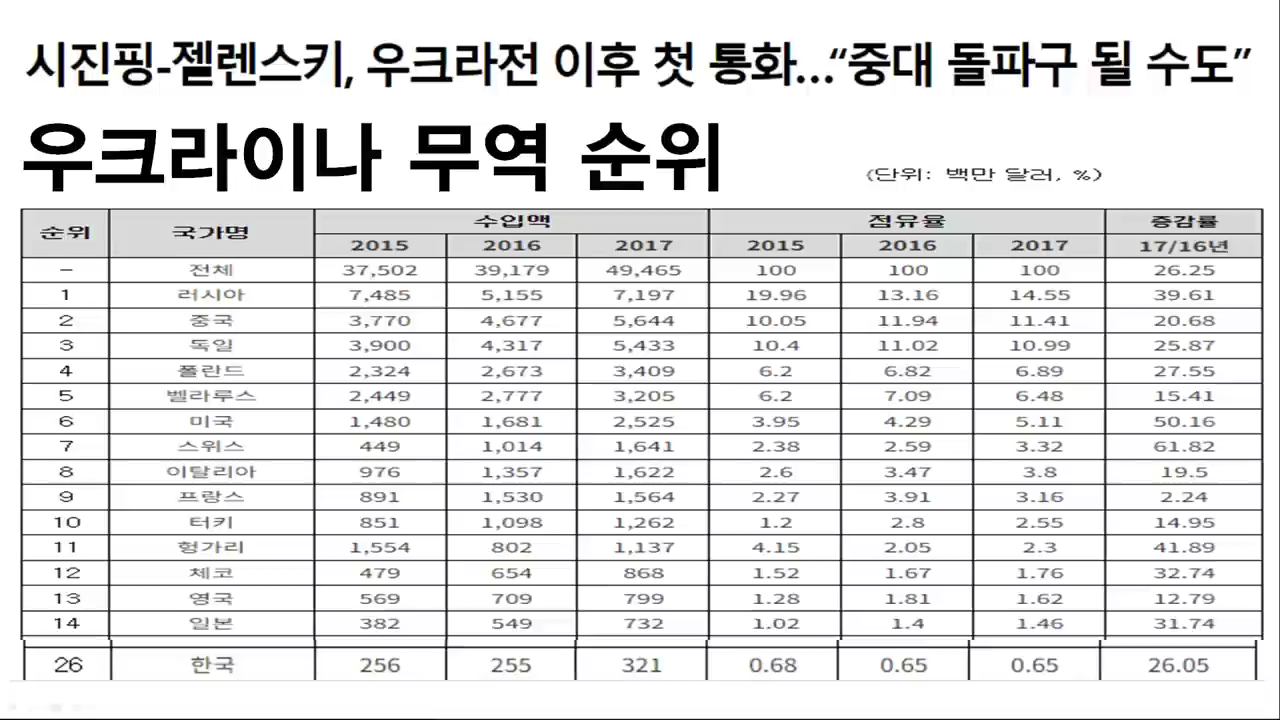 시진핑-젤렌스키, 우크라전 이후 첫 통화...“중대 돌파구 될 수도”
우크라이나 무역 순위
(단위: 백만 달러, %)
순위 국가명 수입액 점유율 증감률
2015 2016 2017 2015 2016 2017 17/16년
– 전체 37,502 39,179 49,465 100 100 100 26.25
1 러시아 7,485 5,155 7,197 19.96 13.16 14.55 39.61
2 중국 3,770 4,677 5,644 10.05 11.94 11.41 20.68
3 독일 3,900 4,317 5,433 10.4 11.02 10.99 25.87
4 폴란드 2,324 2,673 3,409 6.2 6.82 6.89 27.55
5 벨라루스 2,449 2,777 3,205 6.2 7.09 6.48 15.41
6 미국 1,480 1,681 2,525 3.95 4.29 5.11 50.16
7 스위스 449 1,014 1,641 2.38 2.59 3.32 61.82
8 이탈리아 976 1,357 1,622 2.6 3.47 3.8 19.5
9 프랑스 891 1,530 1,564 2.27 3.91 3.16 2.24
10 터키 851 1,098 1,262 1.2 2.8 2.55 14.95
11 헝가리 1,554 802 1,137 4.15 2.05 2.3 41.89
12 체코 479 654 868 1.52 1.67 1.76 32.74
13 영국 569 709 799 1.28 1.81 1.62 12.79
14 일본 382 549 732 1.02 1.4 1.46 31.74
26 한국 256 255 321 0.68 0.65 0.65 26.05